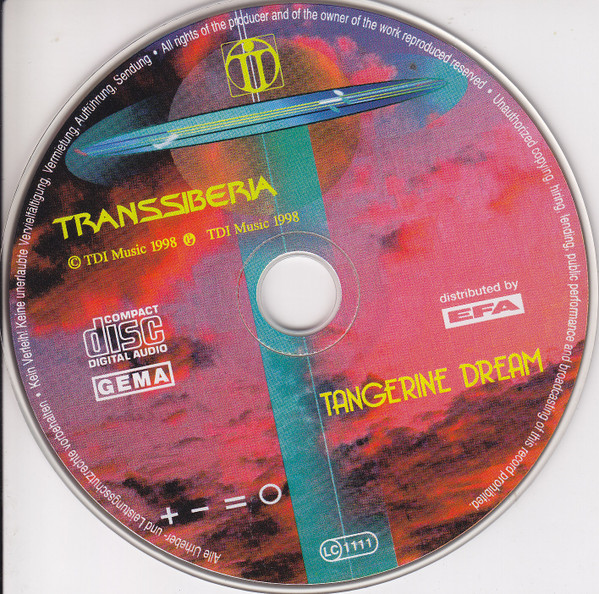 • All rights of the producer and of the owner of the work reproduced reserved • Unauthorized copying, hiring, lending, public performance and broadcasting of this record prohibited.
Alle Urheber- und Leistungsschutzrechte vorbehalten • Kein Verleih! Keine unerlaubte Vervielfältigung, Vermietung, Aufführung, Sendung
TRANSSIBERIA
© TDI Music 1998 ℗ TDI Music 1998
COMPACT
disc
DIGITAL AUDIO
GEMA
distributed by
EFA
TANGERINE DREAM
+ − = ○
LC 1111